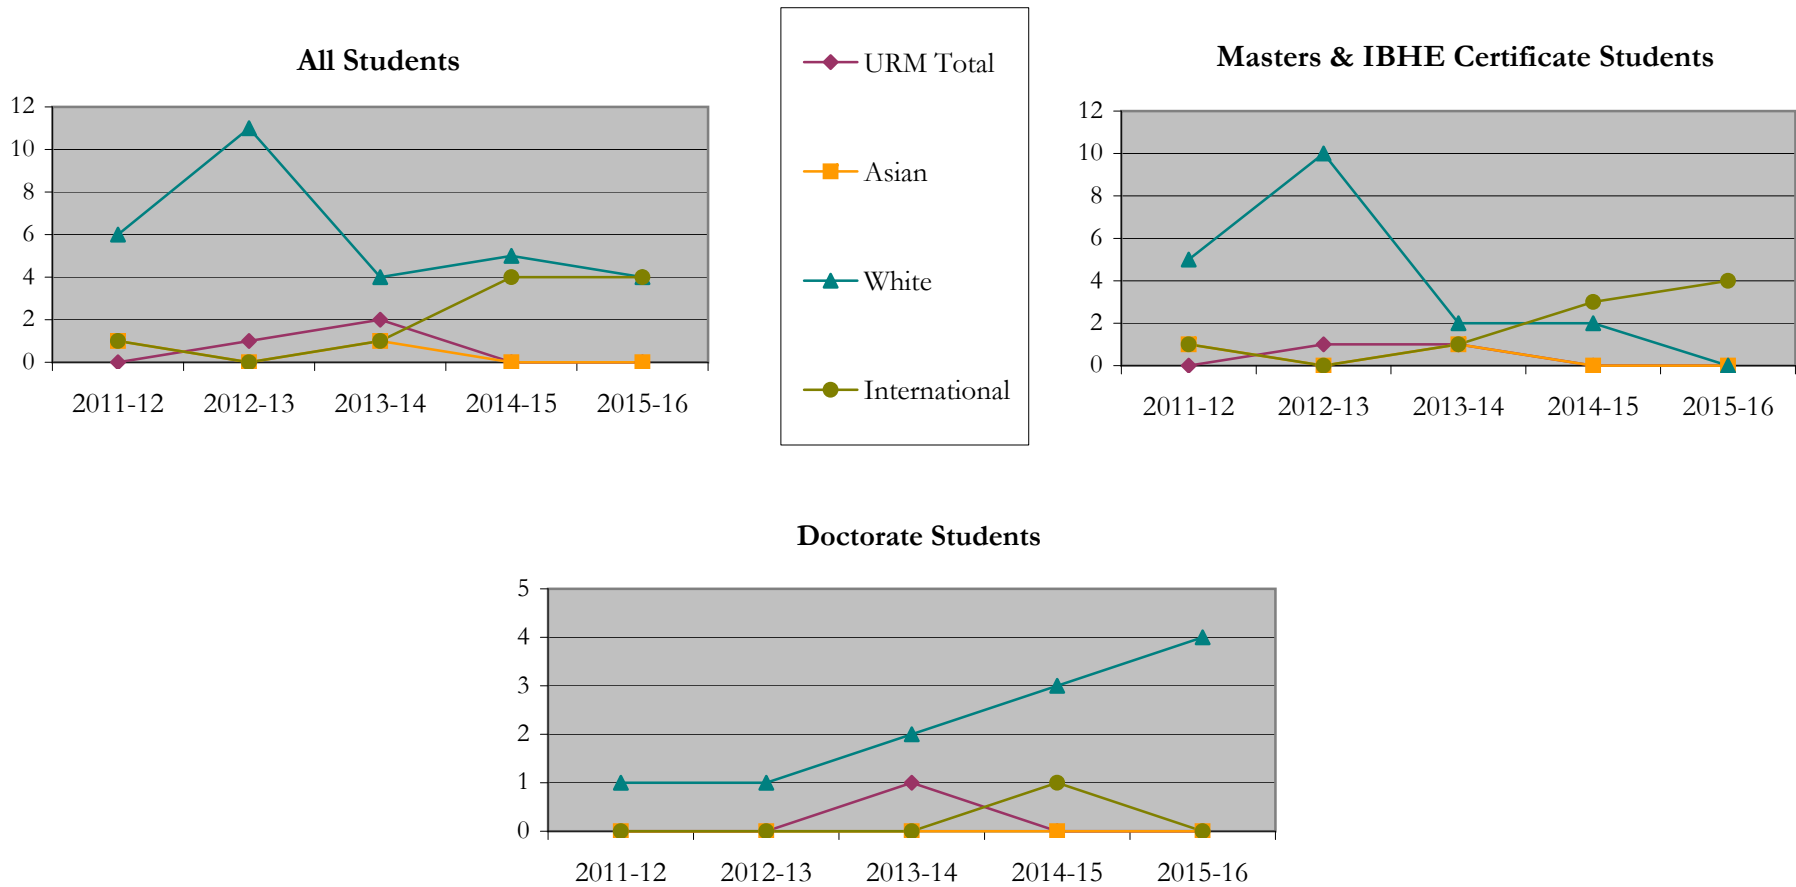 All Students
12
10
8
6
4
2
0
2011-12 2012-13 2013-14 2014-15 2015-16
URM Total
Asian
White
International
Masters & IBHE Certificate Students
12
10
8
6
4
2
0
2011-12 2012-13 2013-14 2014-15 2015-16
Doctorate Students
5
4
3
2
1
0
2011-12 2012-13 2013-14 2014-15 2015-16